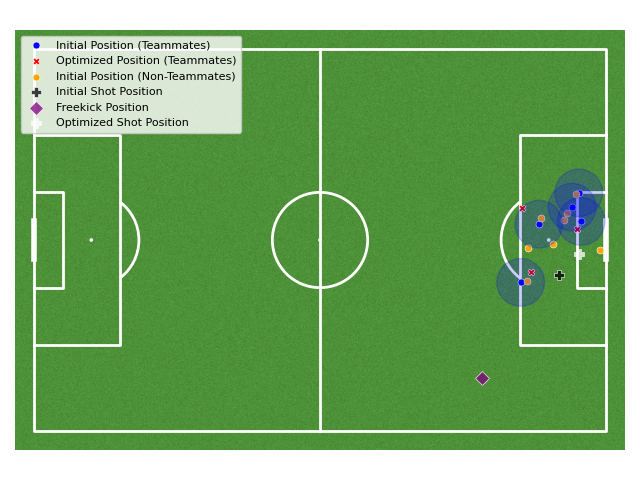 Initial Position (Teammates)
Optimized Position (Teammates)
Initial Position (Non-Teammates)
Initial Shot Position
Freekick Position
Optimized Shot Position